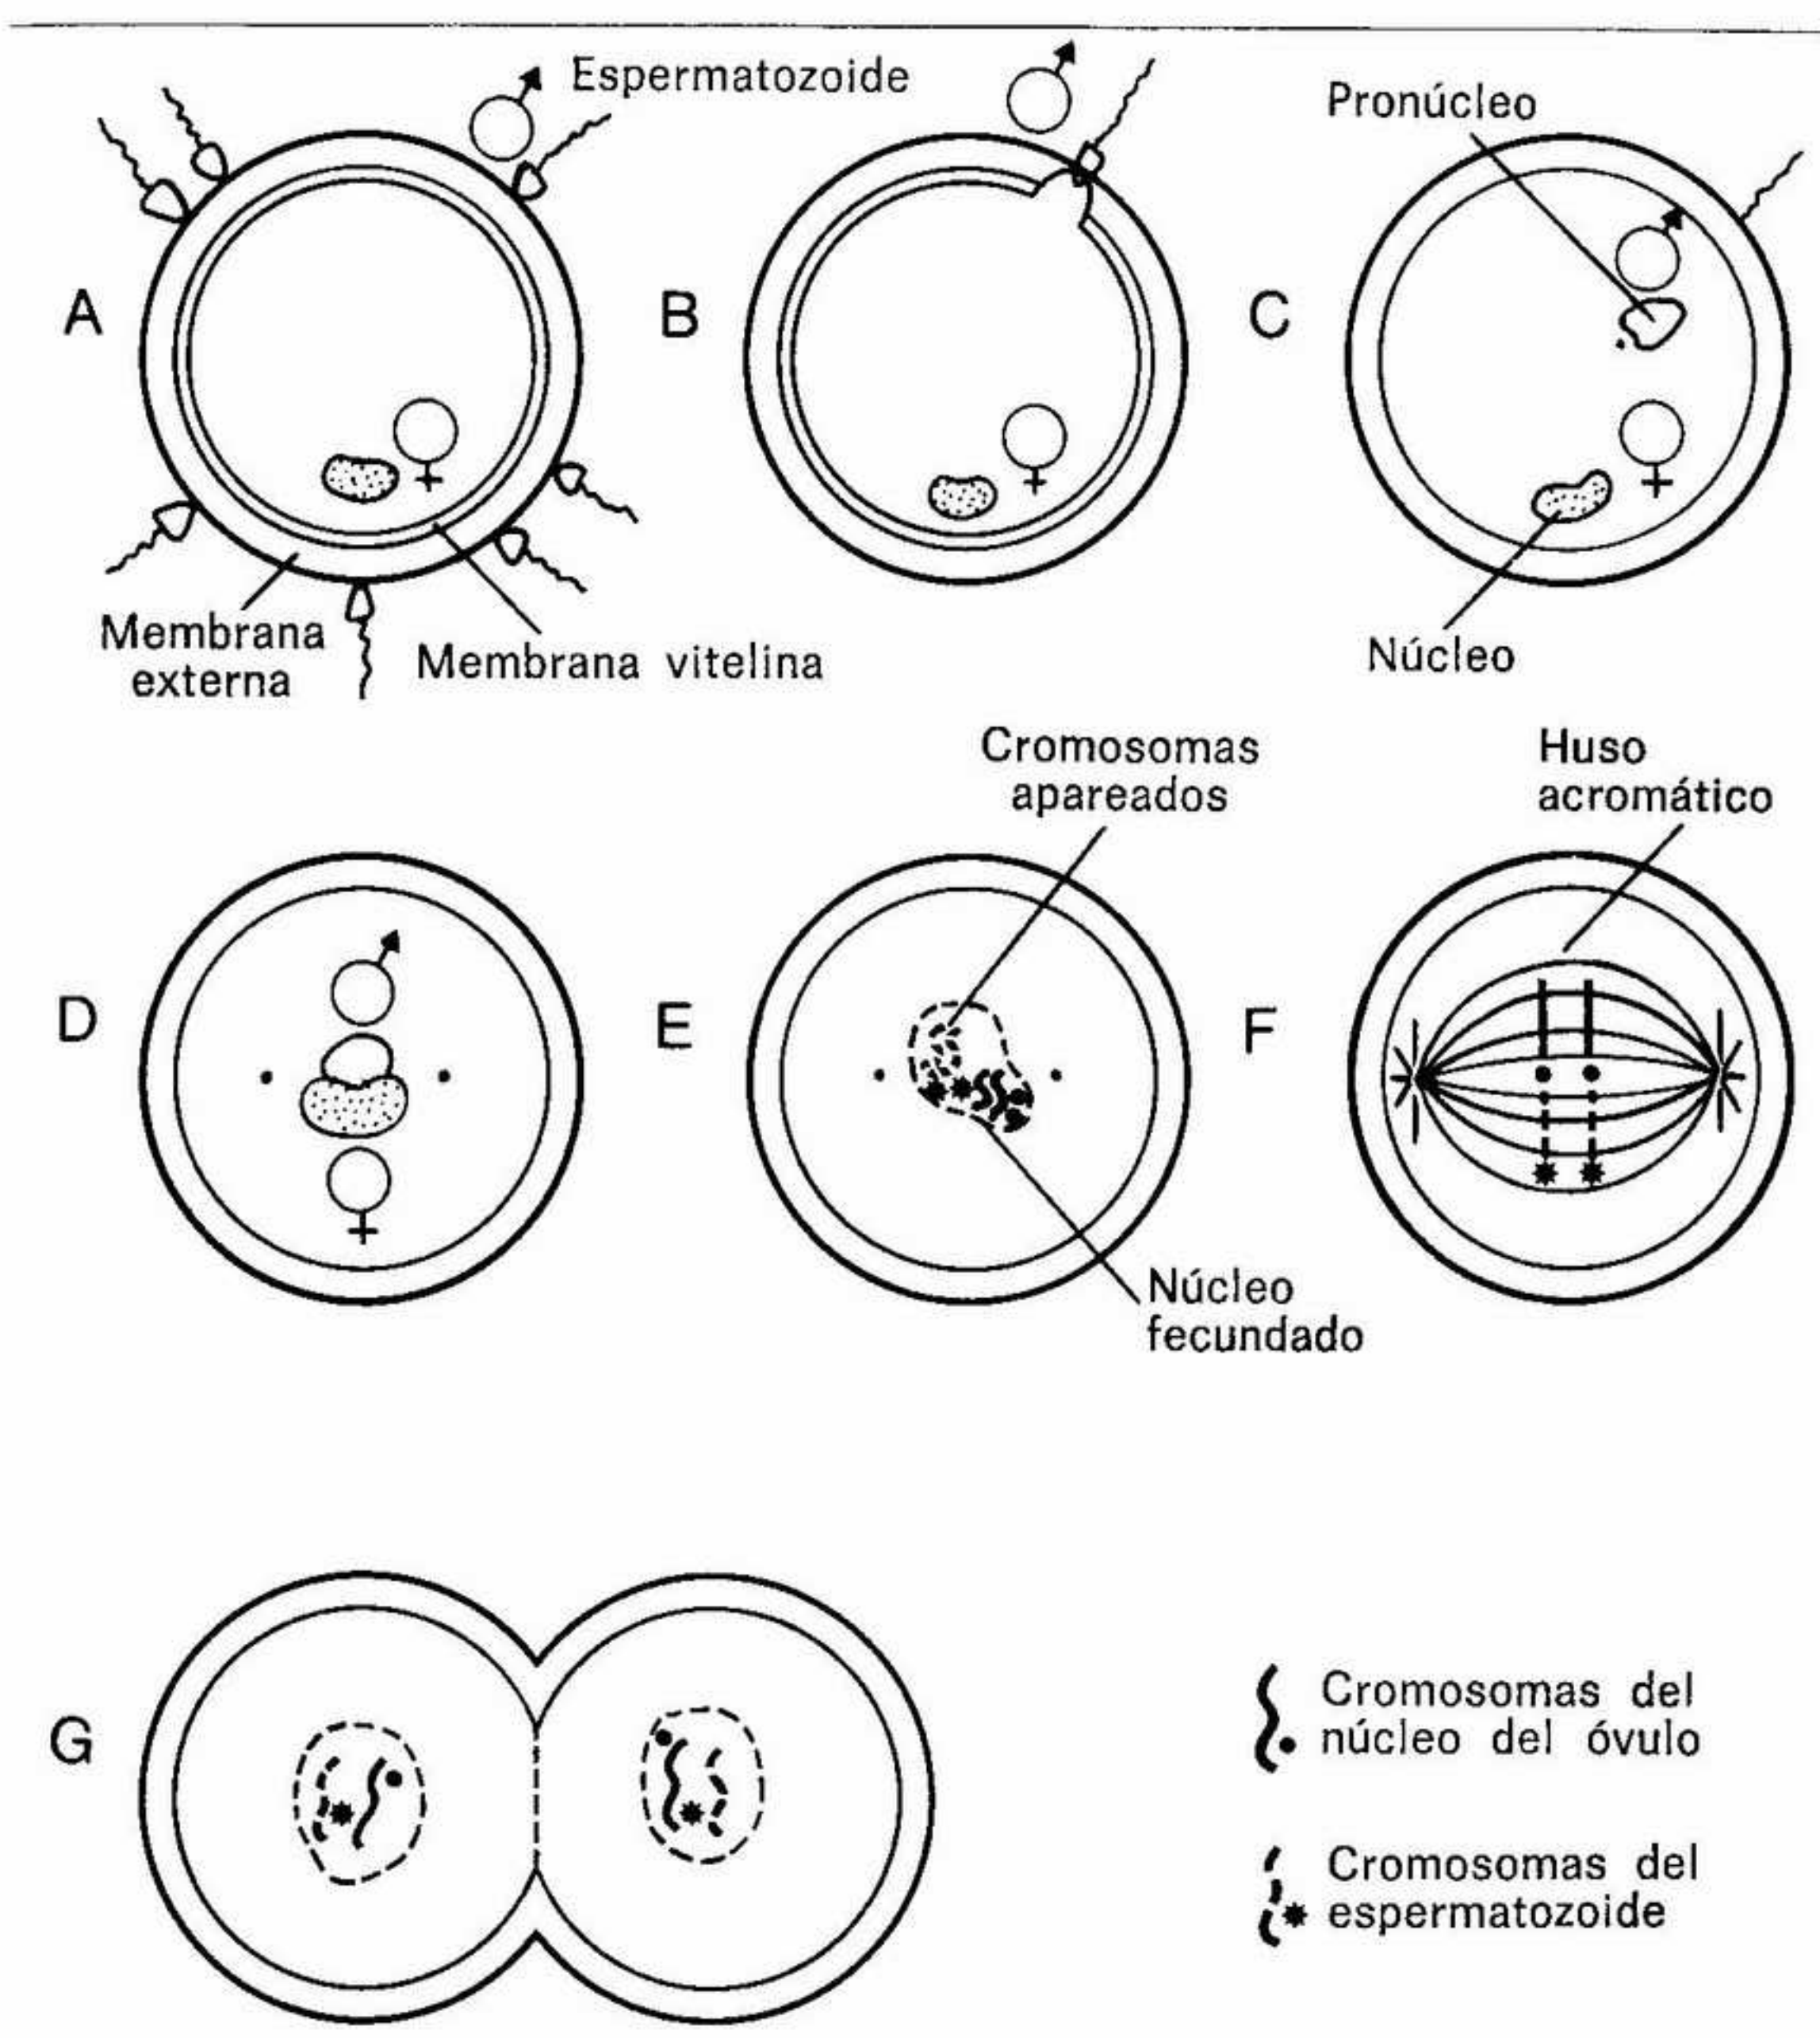 Espermatozoide
Pronúcleo
A
B
C
Membrana
externa
Membrana vitelina
Núcleo
Cromosomas
apareados
Huso
acromático
D
E
F
Núcleo
fecundado
G
Cromosomas del
núcleo del óvulo
Cromosomas del
espermatozoide